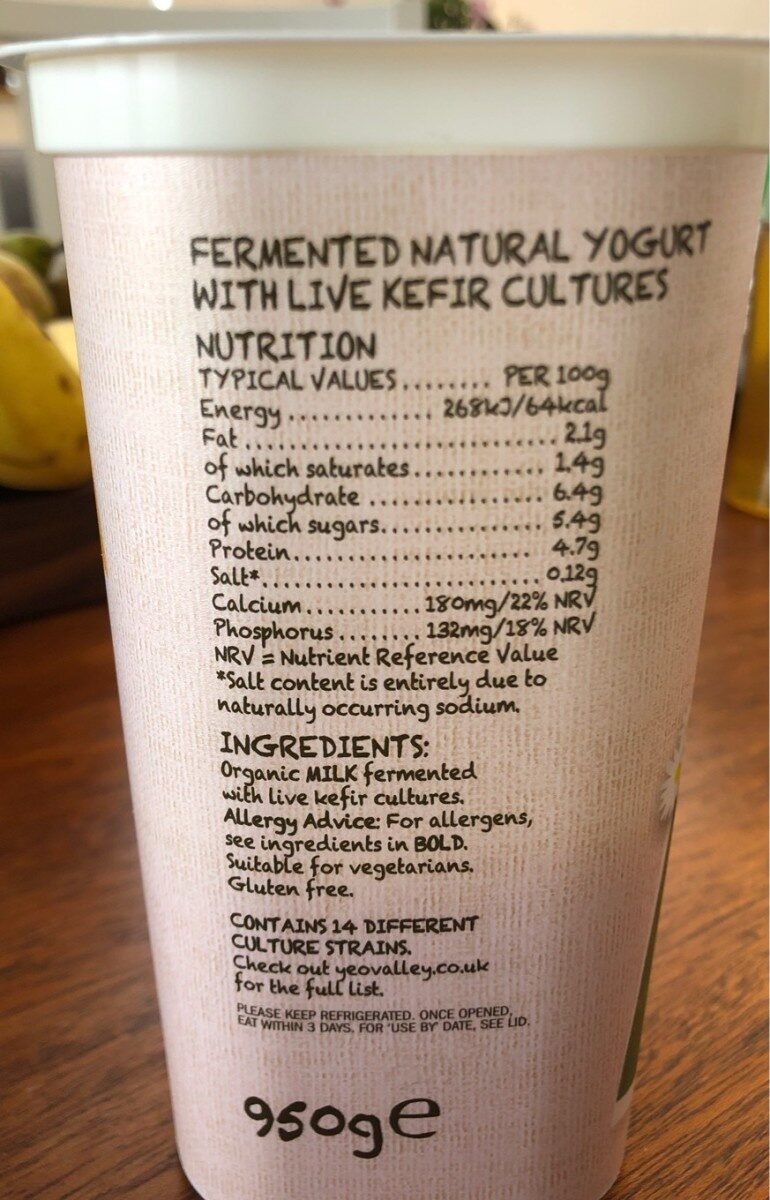 FERMENTED NATURAL YOGURT
WITH LIVE KEFIR CULTURES
NUTRITION
TYPICAL VALUES........ PER 100g
Energy............. 268kJ/64kcal
Fat............................ 2.1g
of which saturates............ 1.4g
Carbohydrate ................ 6.4g
of which sugars............... 5.4g
Protein........................ 4.7g
Salt*......................... 0.12g
Calcium........... 180mg/22% NRV
Phosphorus........ 132mg/18% NRV
NRV = Nutrient Reference Value
*Salt content is entirely due to
naturally occurring sodium.
INGREDIENTS:
Organic MILK fermented
with live kefir cultures.
Allergy Advice: For allergens,
see ingredients in BOLD.
Suitable for vegetarians.
Gluten free.
CONTAINS 14 DIFFERENT
CULTURE STRAINS.
Check out yeovalley.co.uk
for the full list.
PLEASE KEEP REFRIGERATED. ONCE OPENED,
EAT WITHIN 3 DAYS. FOR 'USE BY' DATE, SEE LID.
950g℮